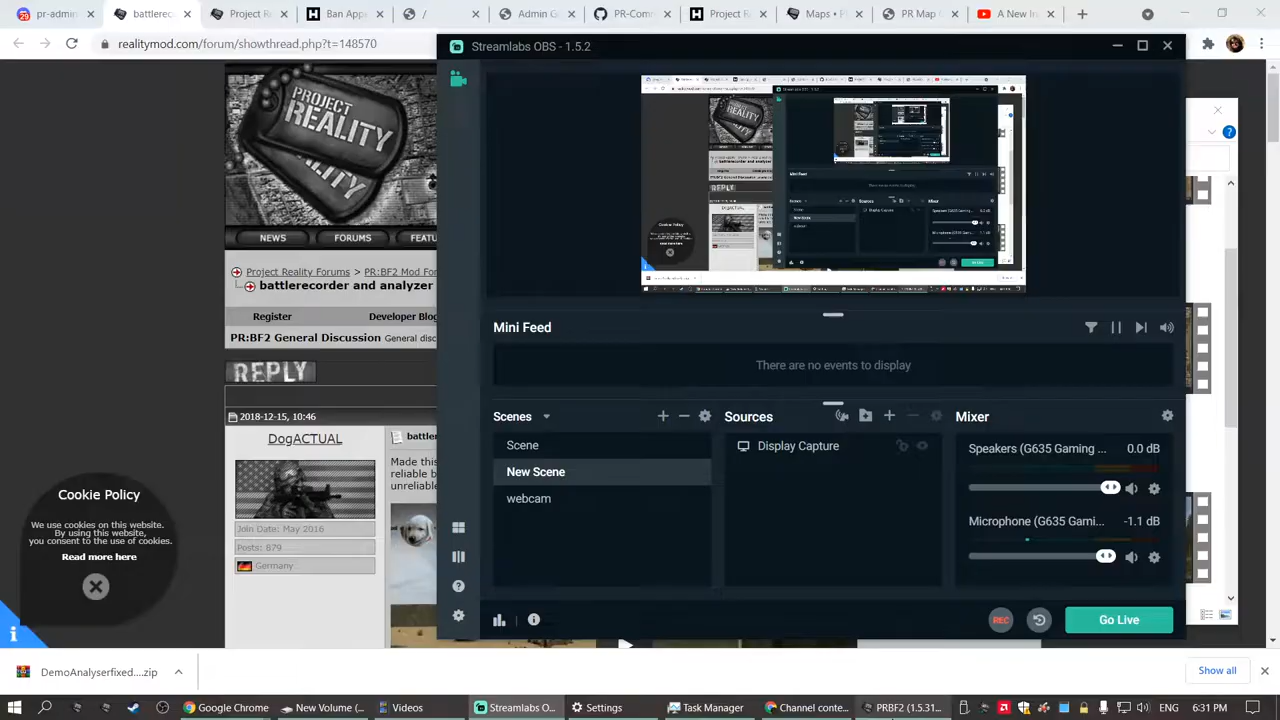 29 pr-admin
battlerec
Project R
Ban App
/
Admin
PR-Com
Project Re
Maps •
PR Map
A New In
realitymod.com/forum/showthread.php?t=148570
Streamlabs OBS - 1.5.2
PROJECT
REALITY
NEWS
FORUMS
FEATU
PR:BF2 Mod Fo
battlerecorder and analyzer
Register
Developer Blog
PR:BF2 General Discussion General disc
REPLY
2018-12-15, 10:46
DogACTUAL
battler
Made this
reliable b
unreliable
Join Date: May 2016
Posts: 879
Germany
Cookie Policy
We use cookies on this website.
By using this website,
you consent to the use of cookies.
Read more here
Mini Feed
There are no events to display
Scenes
Scene
New Scene
webcam
Sources
Display Capture
Mixer
Speakers (G635 Gaming ... 0.0 dB
Microphone (G635 Gami... -1.1 dB
REC
Go Live
DemoAnalyserfixed....zip
Show all
Google Chrome
New Volume (
Videos
Streamlabs O...
Settings
Task Manager
Channel conte...
PRBF2 (1.5.31...
ENG
6:31 PM